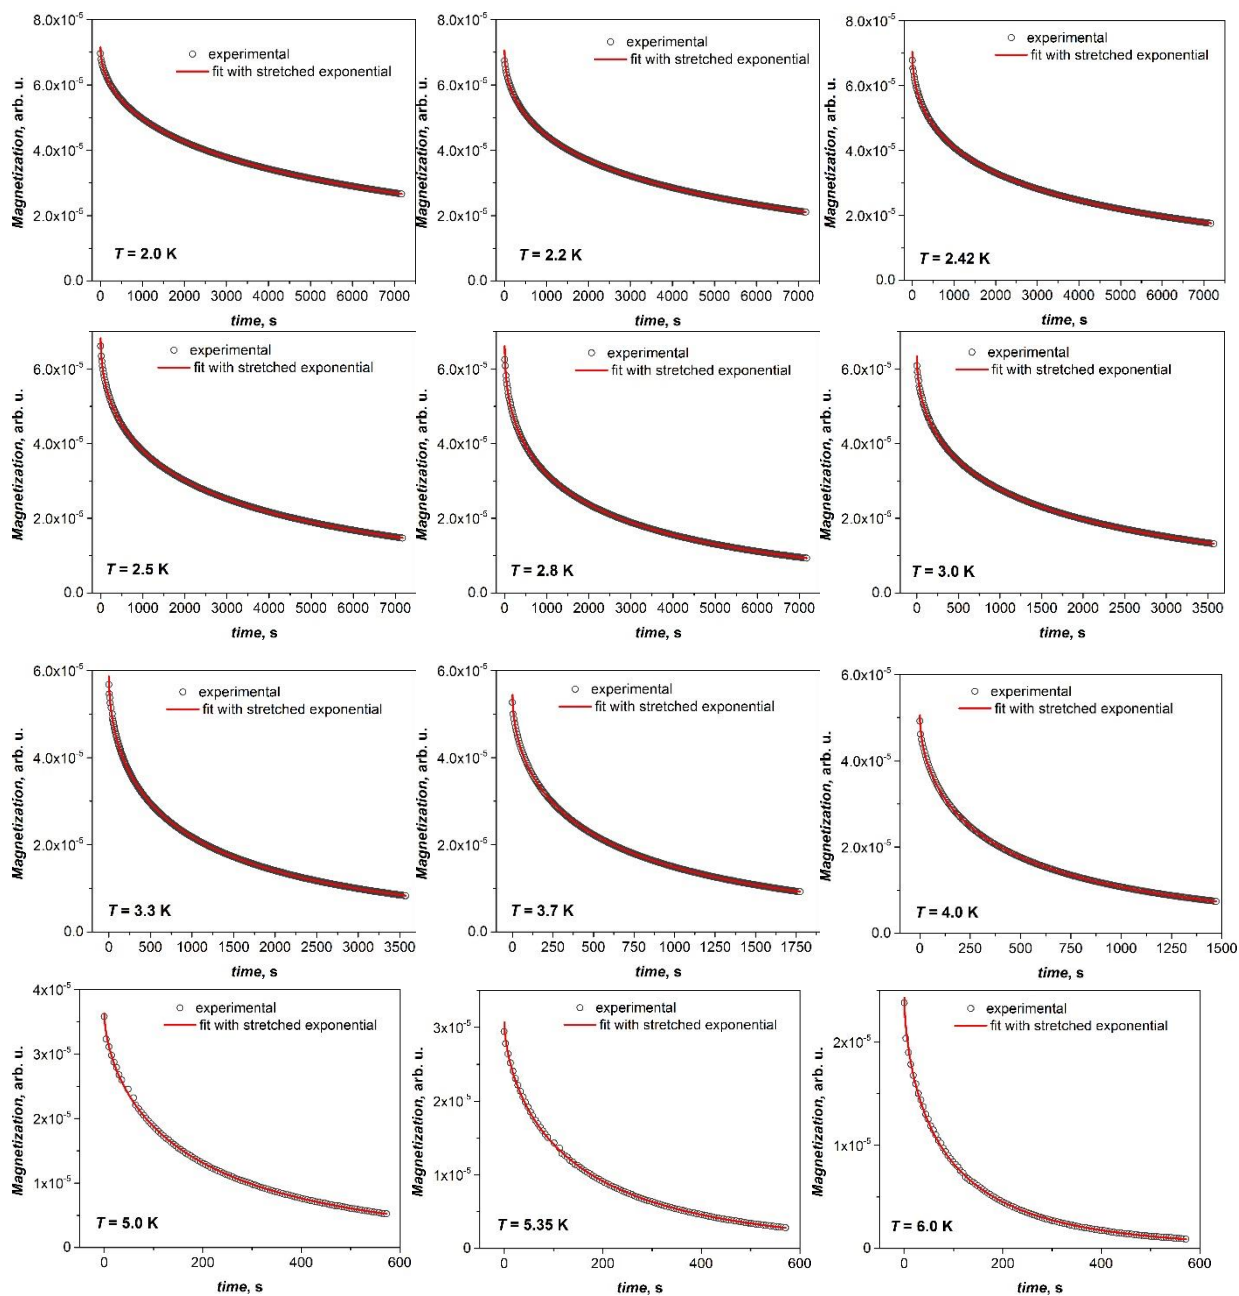 8.0x10⁻⁵
6.0x10⁻⁵
4.0x10⁻⁵
2.0x10⁻⁵
0.0
Magnetization, arb. u.
experimental
fit with stretched exponential
T = 2.0 K
0 1000 2000 3000 4000 5000 6000 7000
time, s
8.0x10⁻⁵
6.0x10⁻⁵
4.0x10⁻⁵
2.0x10⁻⁵
0.0
Magnetization, arb. u.
experimental
fit with stretched exponential
T = 2.2 K
0 1000 2000 3000 4000 5000 6000 7000
time, s
8.0x10⁻⁵
6.0x10⁻⁵
4.0x10⁻⁵
2.0x10⁻⁵
0.0
Magnetization, arb. u.
experimental
fit with stretched exponential
T = 2.42 K
0 1000 2000 3000 4000 5000 6000 7000
time, s
6.0x10⁻⁵
4.0x10⁻⁵
2.0x10⁻⁵
0.0
Magnetization, arb. u.
experimental
fit with stretched exponential
T = 2.5 K
0 1000 2000 3000 4000 5000 6000 7000
time, s
6.0x10⁻⁵
4.0x10⁻⁵
2.0x10⁻⁵
0.0
Magnetization, arb. u.
experimental
fit with stretched exponential
T = 2.8 K
0 1000 2000 3000 4000 5000 6000 7000
time, s
6.0x10⁻⁵
4.0x10⁻⁵
2.0x10⁻⁵
0.0
Magnetization, arb. u.
experimental
fit with stretched exponential
T = 3.0 K
0 500 1000 1500 2000 2500 3000 3500
time, s
6.0x10⁻⁵
4.0x10⁻⁵
2.0x10⁻⁵
0.0
Magnetization, arb. u.
experimental
fit with stretched exponential
T = 3.3 K
0 500 1000 1500 2000 2500 3000 3500
time, s
6.0x10⁻⁵
4.0x10⁻⁵
2.0x10⁻⁵
0.0
Magnetization, arb. u.
experimental
fit with stretched exponential
T = 3.7 K
0 250 500 750 1000 1250 1500 1750
time, s
6.0x10⁻⁵
4.0x10⁻⁵
2.0x10⁻⁵
0.0
Magnetization, arb. u.
experimental
fit with stretched exponential
T = 4.0 K
0 250 500 750 1000 1250 1500
time, s
4x10⁻⁵
3x10⁻⁵
2x10⁻⁵
1x10⁻⁵
0
Magnetization, arb. u.
experimental
fit with stretched exponential
T = 5.0 K
0 200 400 600
time, s
3x10⁻⁵
2x10⁻⁵
1x10⁻⁵
0
Magnetization, arb. u.
experimental
fit with stretched exponential
T = 5.35 K
0 200 400 600
time, s
2x10⁻⁵
1x10⁻⁵
0
Magnetization, arb. u.
experimental
fit with stretched exponential
T = 6.0 K
0 200 400 600
time, s